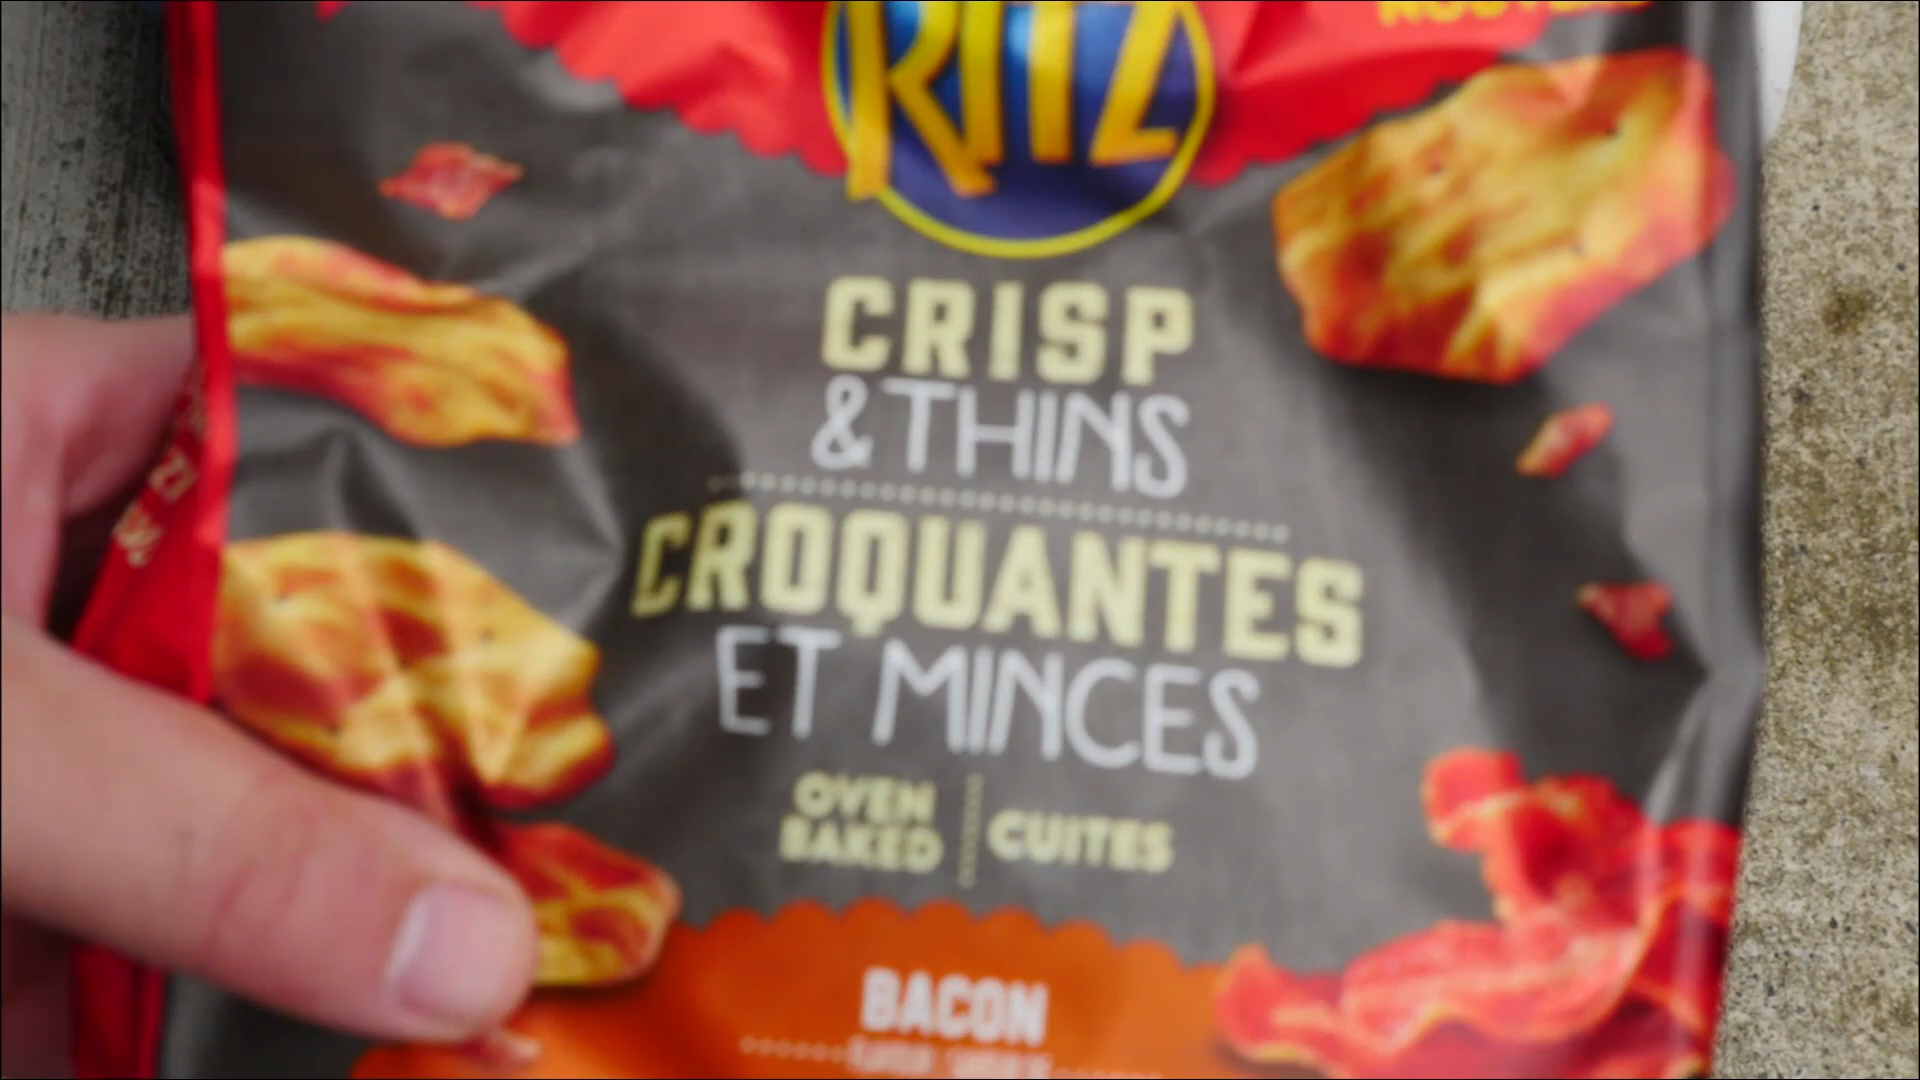 RITZ
CRISP
&THINS
CROQUANTES
ET MINCES
OVEN
BAKED
CUITES
BACON